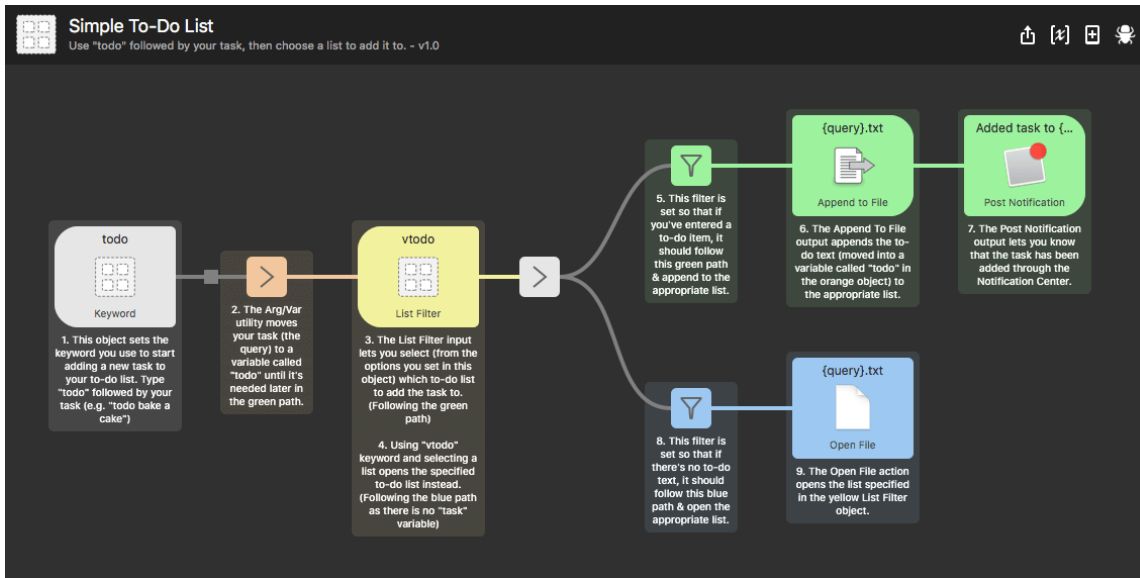 Simple To-Do List
Use "todo" followed by your task, then choose a list to add it to. - v1.0
[x]
todo
Keyword
1. This object sets the
keyword you use to start
adding a new task to
your to-do list. Type
"todo" followed by your
task (e.g. "todo bake a
cake")
2. The Arg/Var
utility moves
your task (the
query) to a
variable called
"todo" until it's
needed later in
the green path.
vtodo
List Filter
3. The List Filter input
lets you select (from the
options you set in this
object) which to-do list
to add the task to.
(Following the green
path)
4. Using "vtodo"
keyword and selecting a
list opens the specified
to-do list instead.
(Following the blue path
as there is no "task"
variable)
5. This filter is
set so that if
you've entered a
to-do item, it
should follow
this green path
& append to the
appropriate list.
{query}.txt
Append to File
6. The Append To File
output appends the to-
do text (moved into a
variable called "todo" in
the orange object) to
the appropriate list.
Added task to {...
Post Notification
7. The Post Notification
output lets you know
that the task has been
added through the
Notification Center.
8. This filter is
set so that if
there's no to-do
text, it should
follow this blue
path & open the
appropriate list.
{query}.txt
Open File
9. The Open File action
opens the list specified
in the yellow List Filter
object.